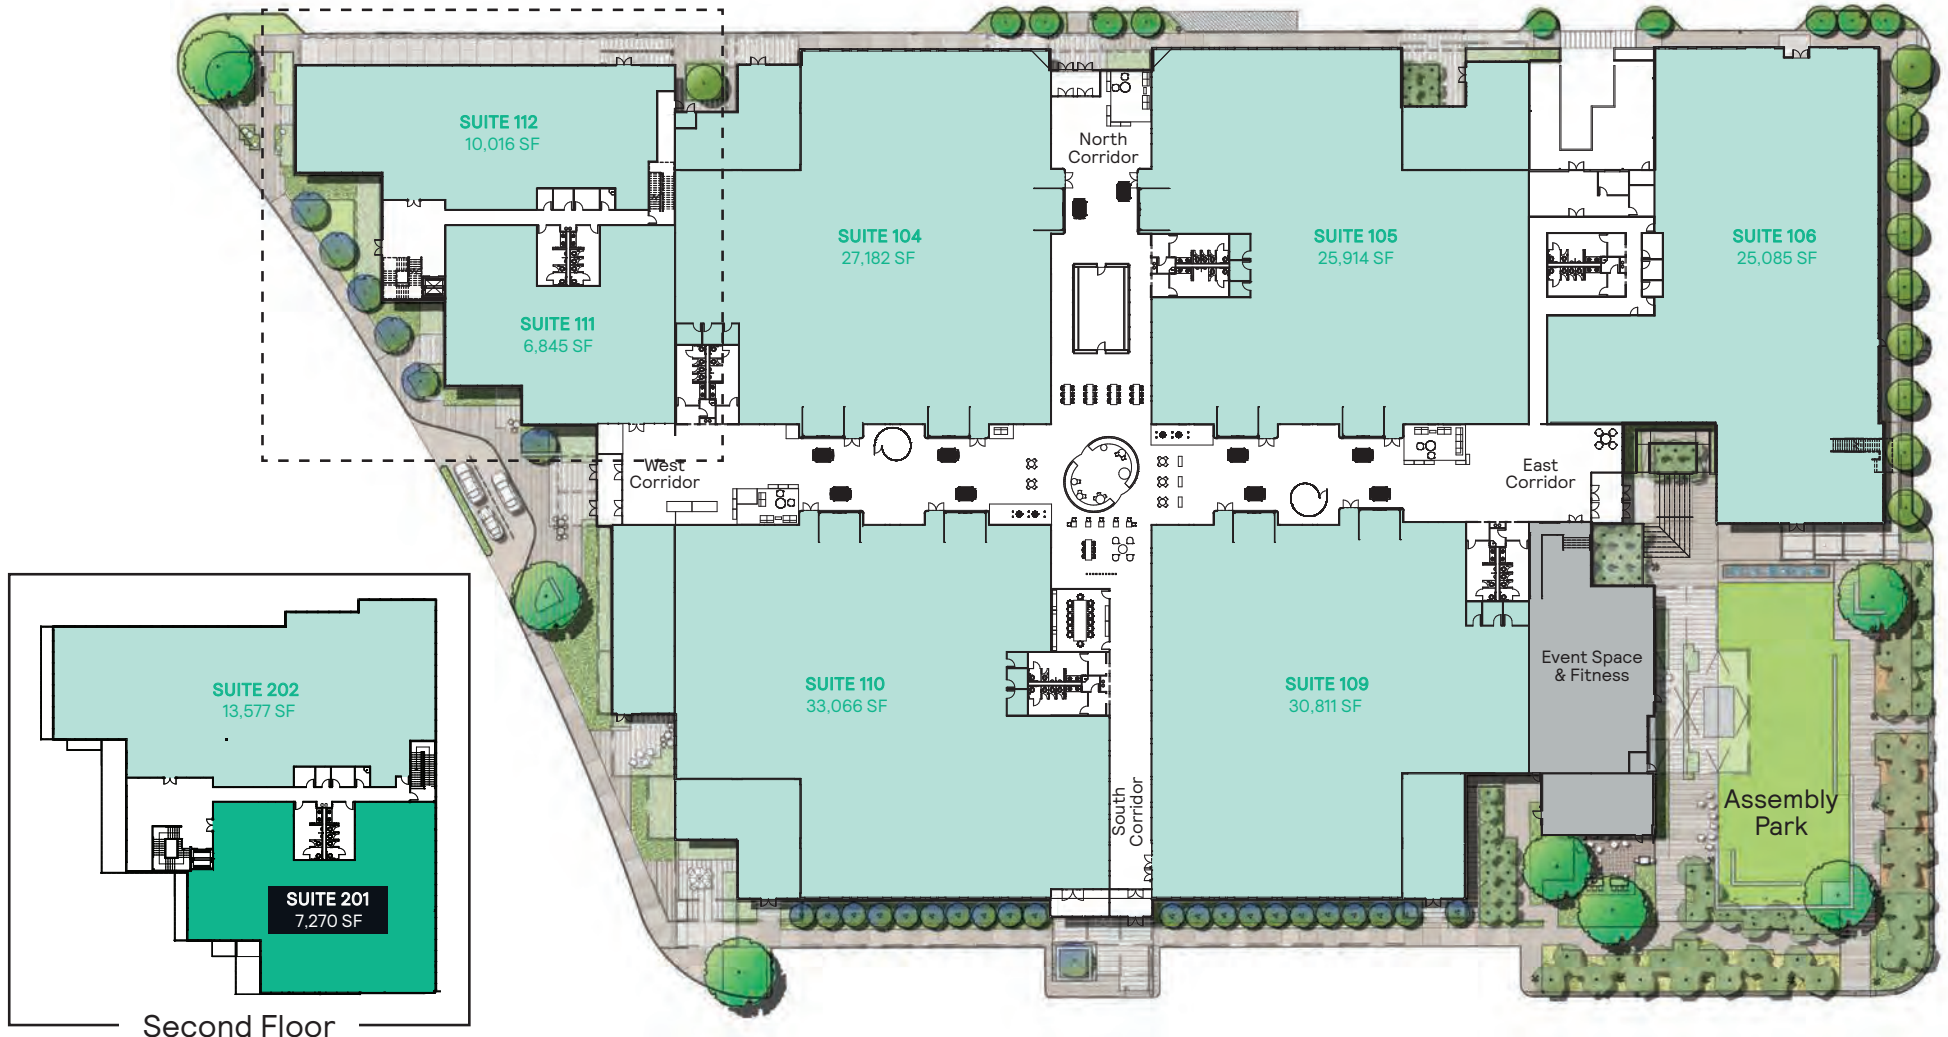 SUITE 112
10,016 SF
North
Corridor
SUITE 104
27,182 SF
SUITE 105
25,914 SF
SUITE 106
25,085 SF
SUITE 111
6,845 SF
West
Corridor
East
Corridor
SUITE 110
33,066 SF
SUITE 109
30,811 SF
Event Space
& Fitness
South
Corridor
Assembly
Park
SUITE 202
13,577 SF
SUITE 201
7,270 SF
Second Floor